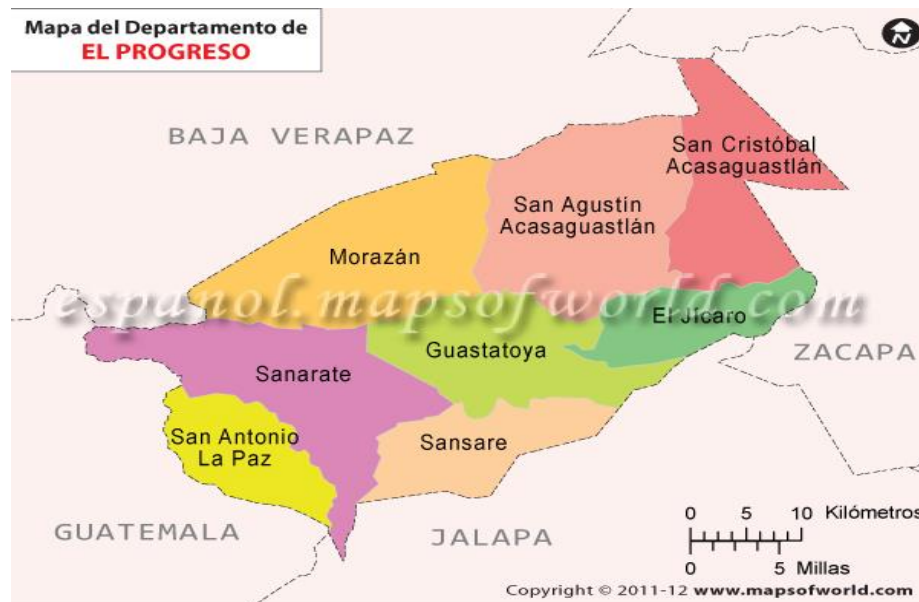 Mapa del Departamento de
EL PROGRESO
N
BAJA VERAPAZ
San Cristóbal
Acasaguastlán
San Agustín
Acasaguastlán
Morazán
espanol.mapsofworld.com
El Jícaro
Guastatoya
ZACAPA
Sanarate
San Antonio
La Paz
Sansare
GUATEMALA
JALAPA
0 5 10 Kilómetros
0 5 Millas
Copyright © 2011-12 www.mapsofworld.com